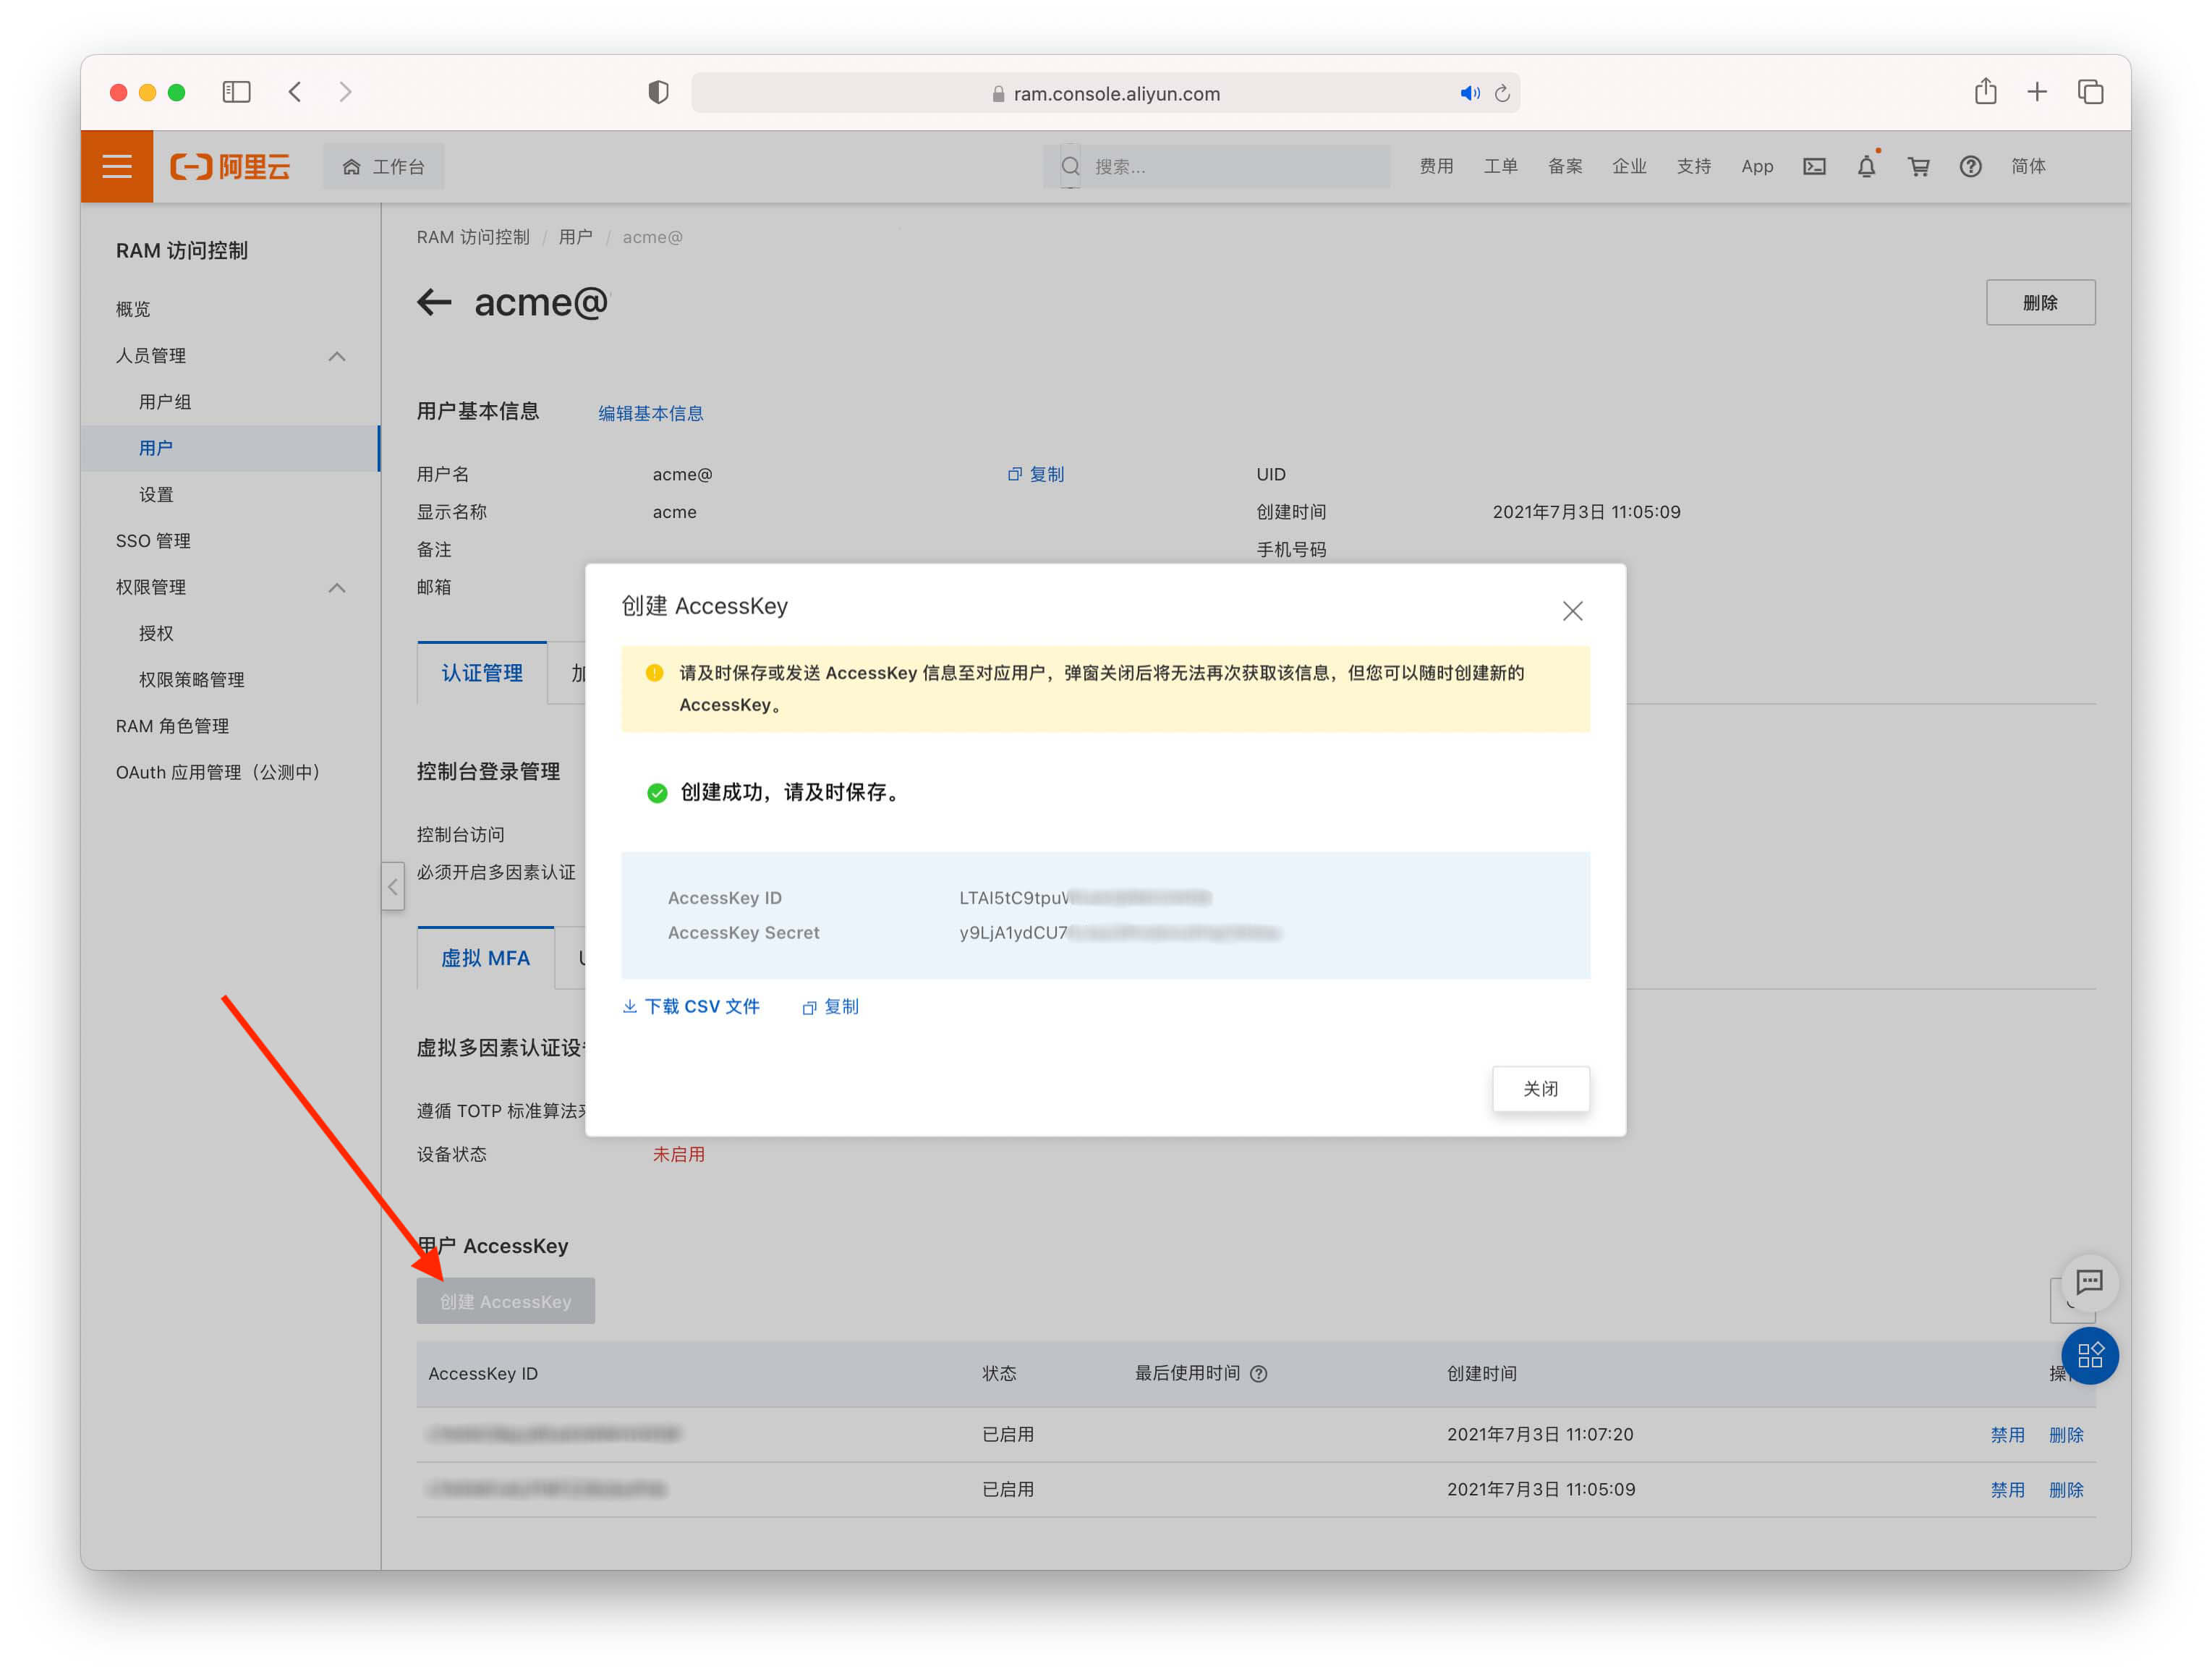 ram.console.aliyun.com
阿里云
工作台
搜索...
费用 工单 备案 企业 支持 App 简体
RAM 访问控制
概览
人员管理
用户组
用户
设置
SSO 管理
权限管理
授权
权限策略管理
RAM 角色管理
OAuth 应用管理（公测中）
RAM 访问控制 / 用户 / acme@
acme@
删除
用户基本信息 编辑基本信息
用户名 acme@ 复制 UID
显示名称 acme 创建时间 2021年7月3日 11:05:09
备注 手机号码
邮箱
认证管理 加
控制台登录管理
控制台访问
必须开启多因素认证
虚拟 MFA U
虚拟多因素认证设
遵循 TOTP 标准算法
设备状态 未启用
创建 AccessKey
请及时保存或发送 AccessKey 信息至对应用户，弹窗关闭后将无法再次获取该信息，但您可以随时创建新的
AccessKey。
创建成功，请及时保存。
AccessKey ID LTAI5tC9tpu
AccessKey Secret y9LjA1ydCU7
下载 CSV 文件 复制
关闭
用户 AccessKey
创建 AccessKey
AccessKey ID 状态 最后使用时间 创建时间 操
已启用 2021年7月3日 11:07:20 禁用 删除
已启用 2021年7月3日 11:05:09 禁用 删除